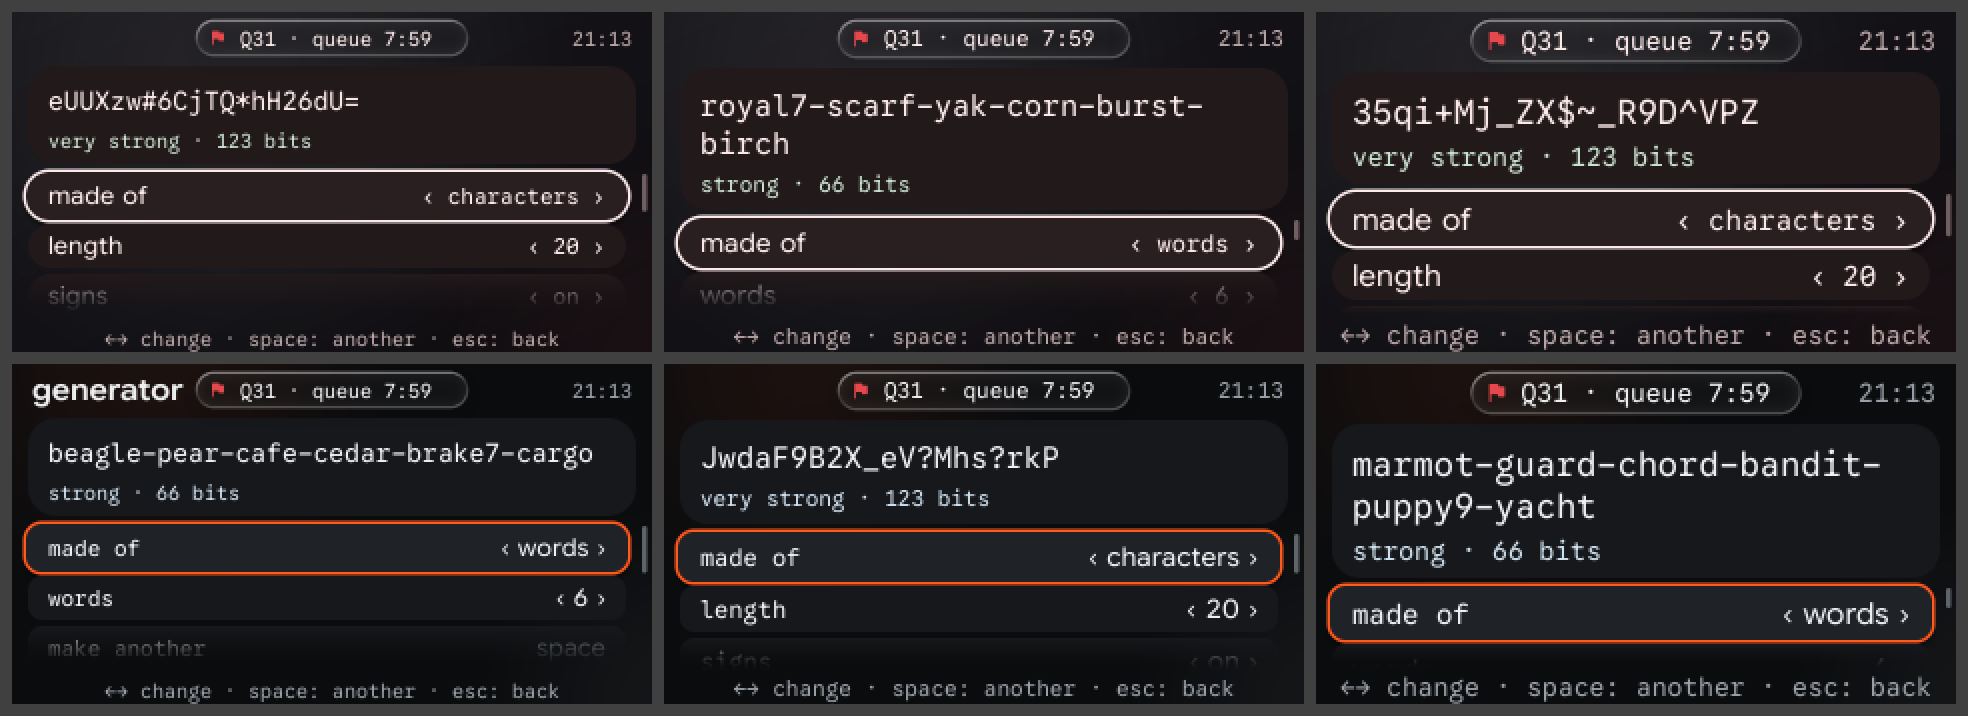 Q31 · queue 7:59 21:13
eUUXzw#6CjTQ*hH26dU=
very strong · 123 bits
made of ‹ characters ›
length ‹ 20 ›
signs ‹ on ›
↔ change · space: another · esc: back
Q31 · queue 7:59 21:13
royal7-scarf-yak-corn-burst-
birch
strong · 66 bits
made of ‹ words ›
words ‹ 6 ›
↔ change · space: another · esc: back
Q31 · queue 7:59 21:13
35qi+Mj_ZX$~_R9D^VPZ
very strong · 123 bits
made of ‹ characters ›
length ‹ 20 ›
↔ change · space: another · esc: back
generator Q31 · queue 7:59 21:13
beagle-pear-cafe-cedar-brake7-cargo
strong · 66 bits
made of ‹ words ›
words ‹ 6 ›
make another space
↔ change · space: another · esc: back
Q31 · queue 7:59 21:13
JwdaF9B2X_eV?Mhs?rkP
very strong · 123 bits
made of ‹ characters ›
length ‹ 20 ›
signs ‹ on ›
↔ change · space: another · esc: back
Q31 · queue 7:59 21:13
marmot-guard-chord-bandit-
puppy9-yacht
strong · 66 bits
made of ‹ words ›
↔ change · space: another · esc: back